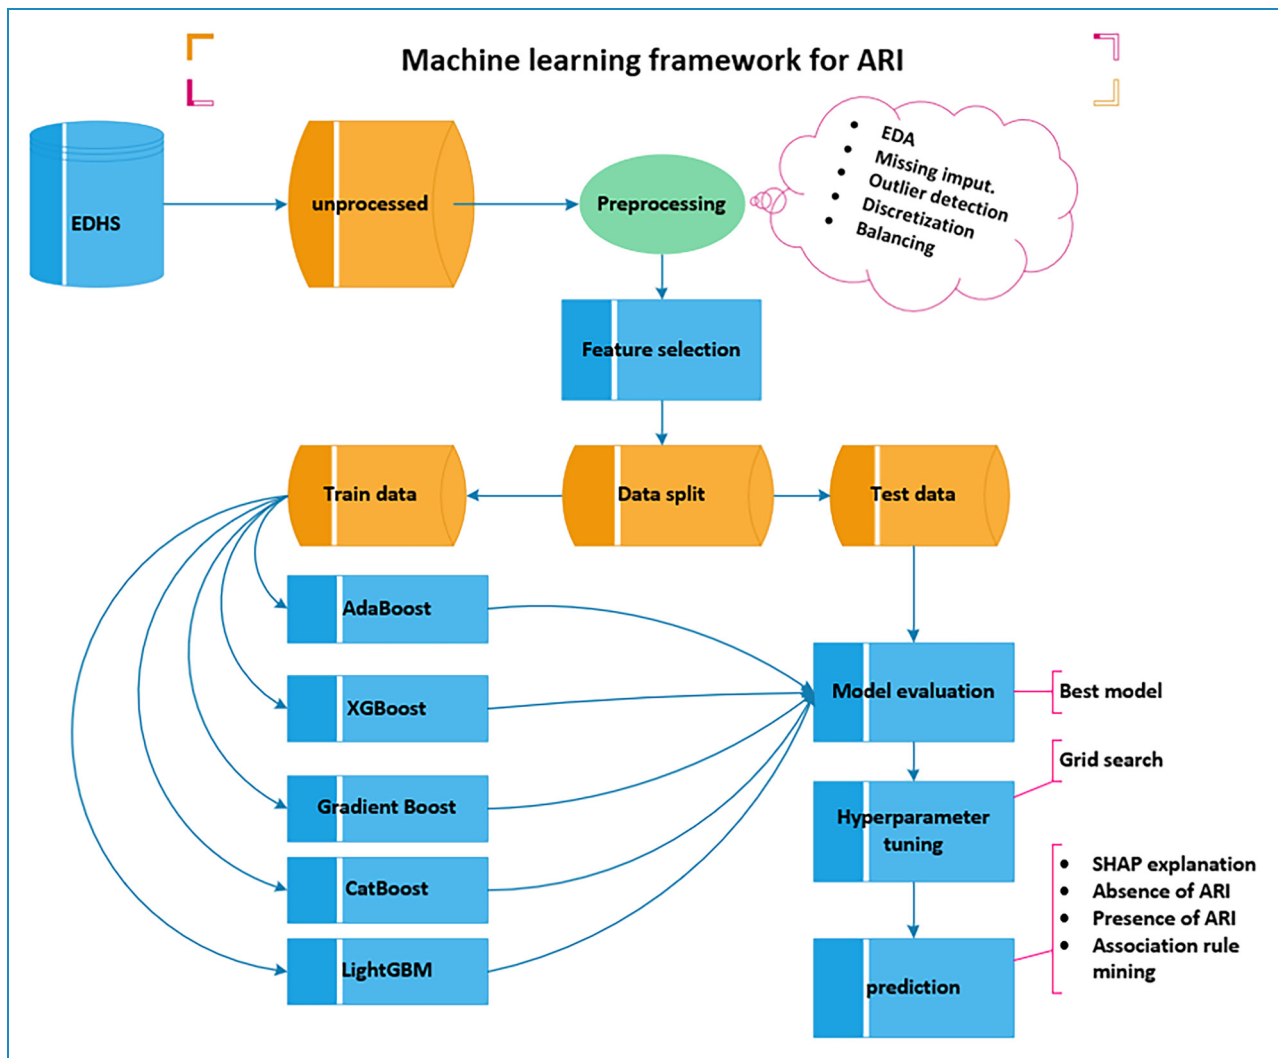 Machine learning framework for ARI
EDHS
unprocessed
Preprocessing
• EDA
• Missing imput.
• Outlier detection
• Discretization
• Balancing
Feature selection
Train data
Data split
Test data
AdaBoost
XGBoost
Gradient Boost
CatBoost
LightGBM
Model evaluation
Best model
Grid search
Hyperparameter
tuning
• SHAP explanation
• Absence of ARI
• Presence of ARI
• Association rule
mining
prediction